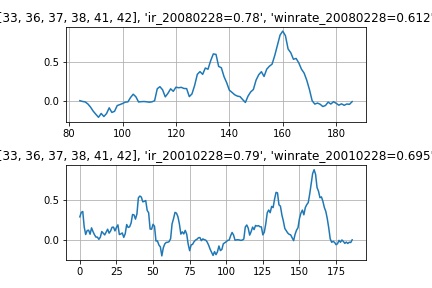 [33, 36, 37, 38, 41, 42], 'ir_20080228=0.78', 'winrate_20080228=0.612'
0.5
0.0
80 100 120 140 160 180
[33, 36, 37, 38, 41, 42], 'ir_20010228=0.79', 'winrate_20010228=0.695'
0.5
0.0
0 25 50 75 100 125 150 175